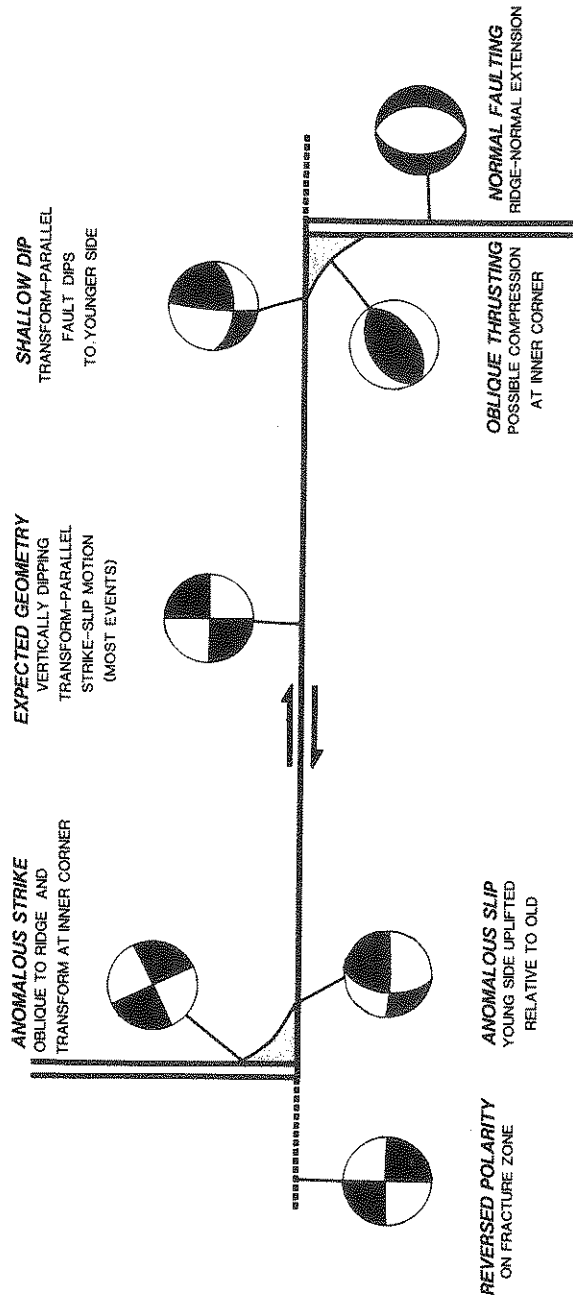 ANOMALOUS STRIKE
OBLIQUE TO RIDGE AND
TRANSFORM AT INNER CORNER
EXPECTED GEOMETRY
VERTICALLY DIPPING
TRANSFORM-PARALLEL
STRIKE-SLIP MOTION
(MOST EVENTS)
SHALLOW DIP
TRANSFORM-PARALLEL
FAULT DIPS
TO YOUNGER SIDE
REVERSED POLARITY
ON FRACTURE ZONE
ANOMALOUS SLIP
YOUNG SIDE UPLIFTED
RELATIVE TO OLD
OBLIQUE THRUSTING
POSSIBLE COMPRESSION
AT INNER CORNER
NORMAL FAULTING
RIDGE-NORMAL EXTENSION